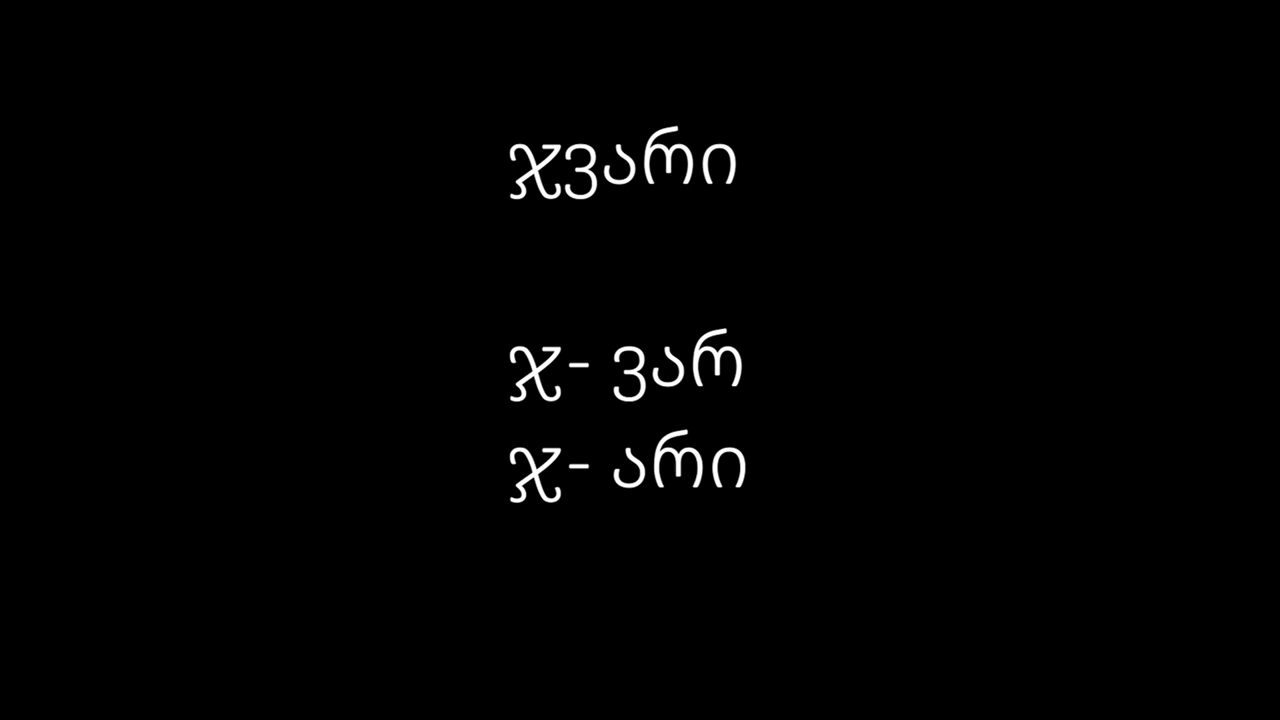 ჯვარი
ჯ- ვარ
ჯ- არი